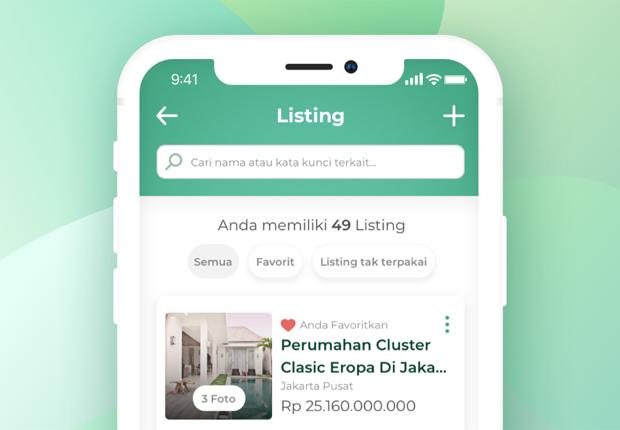 9:41
Listing
Cari nama atau kata kunci terkait...
Anda memiliki 49 Listing
Semua
Favorit
Listing tak terpakai
Anda Favoritkan
Perumahan Cluster
Clasic Eropa Di Jaka...
Jakarta Pusat
Rp 25.160.000.000
3 Foto